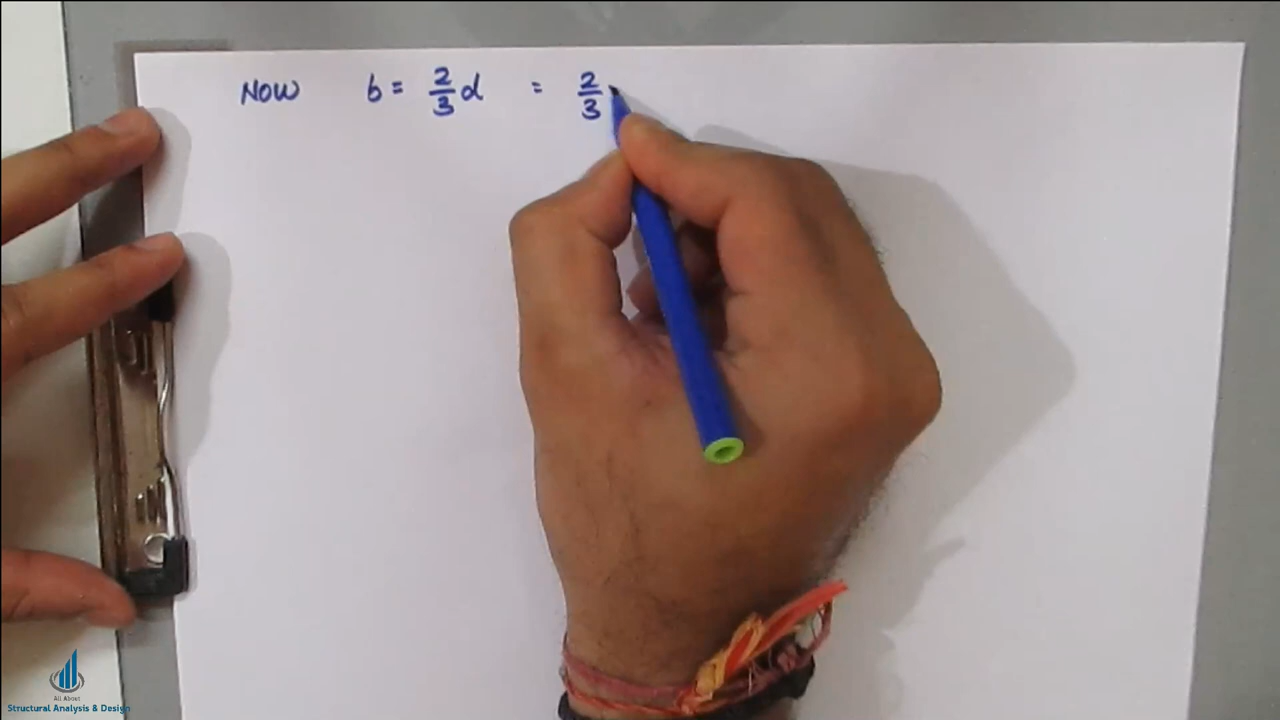 NOW b = 2/3 d = 2/3
All About
Structural Analysis & Design